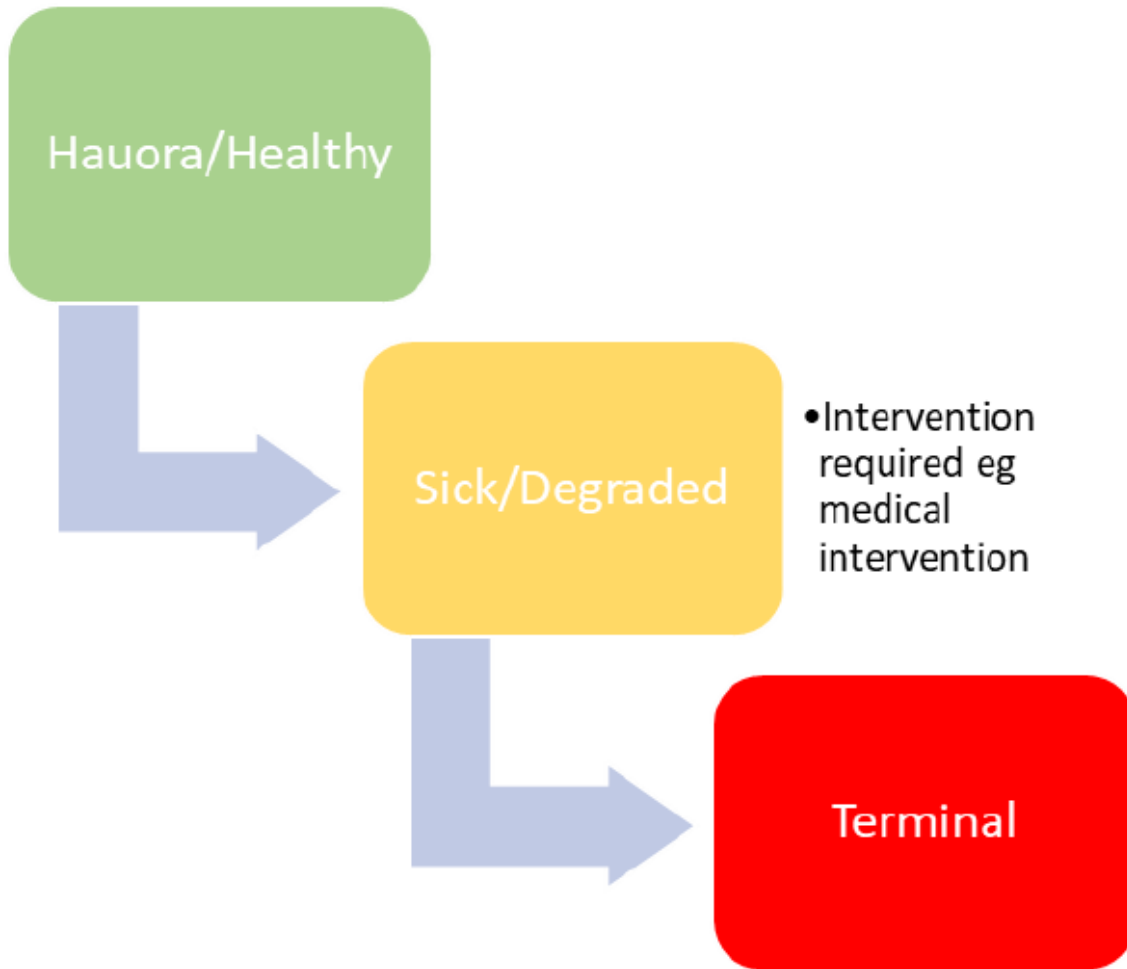 Hauora/Healthy
Sick/Degraded
•Intervention
required eg
medical
intervention
Terminal